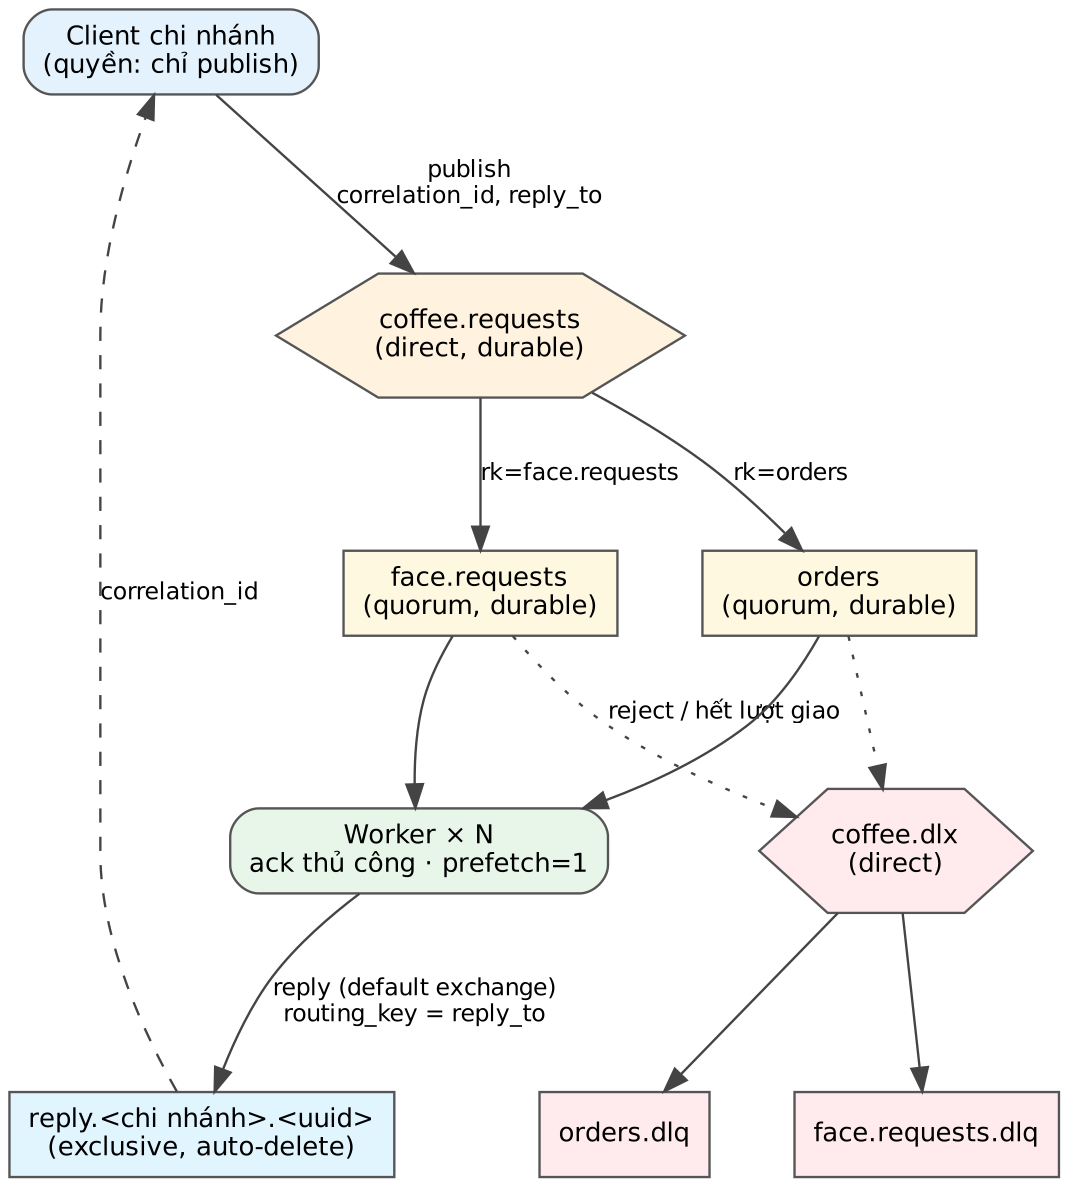 Client chi nhánh
(quyền: chỉ publish)
publish
correlation_id, reply_to
coffee.requests
(direct, durable)
rk=face.requests
rk=orders
face.requests
(quorum, durable)
orders
(quorum, durable)
correlation_id
reject / hết lượt giao
Worker × N
ack thủ công · prefetch=1
coffee.dlx
(direct)
reply (default exchange)
routing_key = reply_to
reply.<chi nhánh>.<uuid>
(exclusive, auto-delete)
orders.dlq
face.requests.dlq